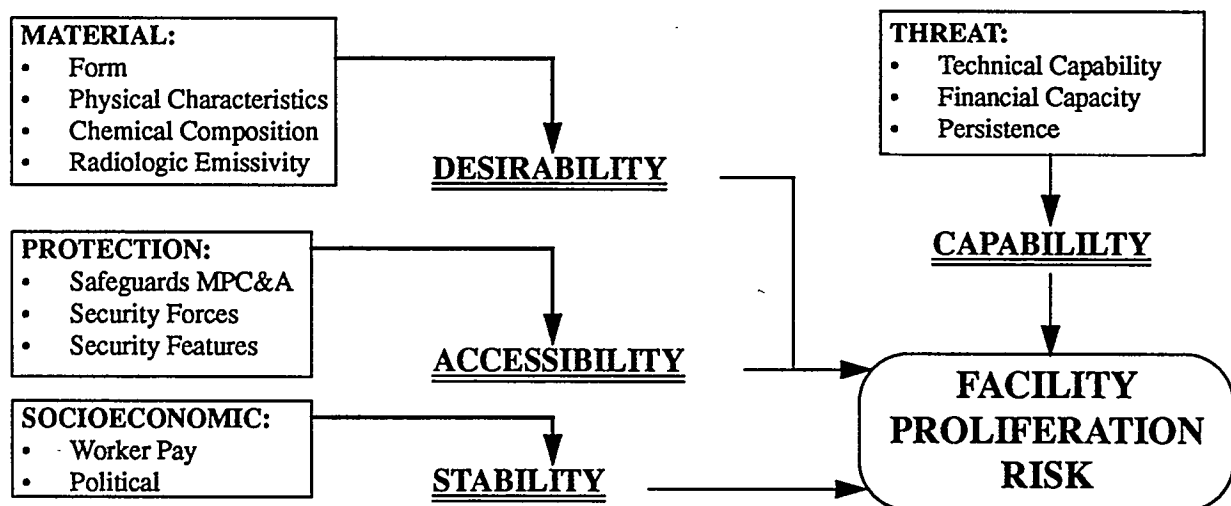 MATERIAL:
• Form
• Physical Characteristics
• Chemical Composition
• Radiologic Emissivity
DESIRABILITY
PROTECTION:
• Safeguards MPC&A
• Security Forces
• Security Features
ACCESSIBILITY
SOCIOECONOMIC:
• Worker Pay
• Political
STABILITY
THREAT:
• Technical Capability
• Financial Capacity
• Persistence
CAPABILILTY
FACILITY
PROLIFERATION
RISK